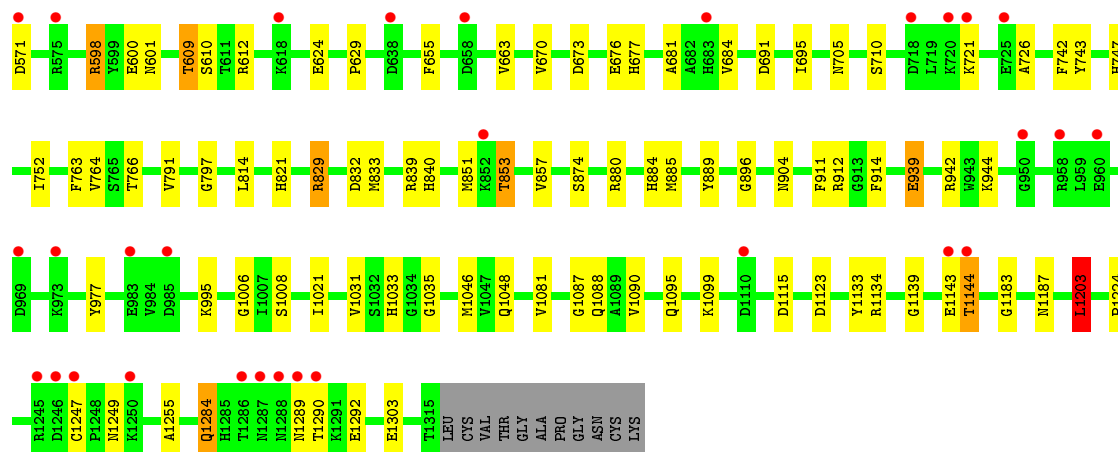 D571 R575 R598 Y599 E600 N601 T609 S610 T611 R612 K618 E624 P629 D638 F655 D658 V663 V670 D673 E676 H677 A681 A682 H683 V684 D691 I695 N705 S710 D718 L719 K720 K721 E725 A726 F742 Y743 H747
I752 F763 V764 S765 T766 V791 G797 L814 H821 R829 D832 M833 R839 H840 M851 K852 T853 V857 S874 R880 H884 M885 Y889 G896 N904 F911 R912 G913 F914 E939 R942 W943 K944 G950 R958 L959 E960
D969 K973 Y977 E983 V984 D985 K995 G1006 I1007 S1008 I1021 V1031 S1032 H1033 G1034 G1035 M1046 V1047 Q1048 V1081 G1087 Q1088 A1089 V1090 Q1095 K1099 D1110 D1115 D1123 Y1133 R1134 G1139 E1143 T1144 G1183 N1187 L1203
R1245 D1246 C1247 P1248 N1249 K1250 A1255 Q1284 H1285 T1286 N1287 N1288 N1289 T1290 K1291 E1292 E1303 T1315 LEU CYS VAL THR GLY ALA PRO GLY ASN CYS LYS